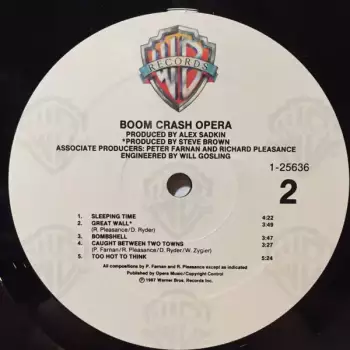 WB
RECORDS
BOOM CRASH OPERA
PRODUCED BY ALEX SADKIN
*PRODUCED BY STEVE BROWN
ASSOCIATE PRODUCERS: PETER FARNAN AND RICHARD PLEASANCE
ENGINEERED BY WILL GOSLING
1-25636
2
1. SLEEPING TIME 4:22
2. GREAT WALL* 3:49
(R. Pleasance/D. Ryder)
3. BOMBSHELL 3:47
4. CAUGHT BETWEEN TWO TOWNS 3:27
(P. Farnan/R. Pleasance/D. Ryder/W. Zygier)
5. TOO HOT TO THINK 5:24
All compositions by P. Farnan and R. Pleasance except as indicated
Published by Opera Music/Copyright Control
℗ 1987 Warner Bros. Records Inc.